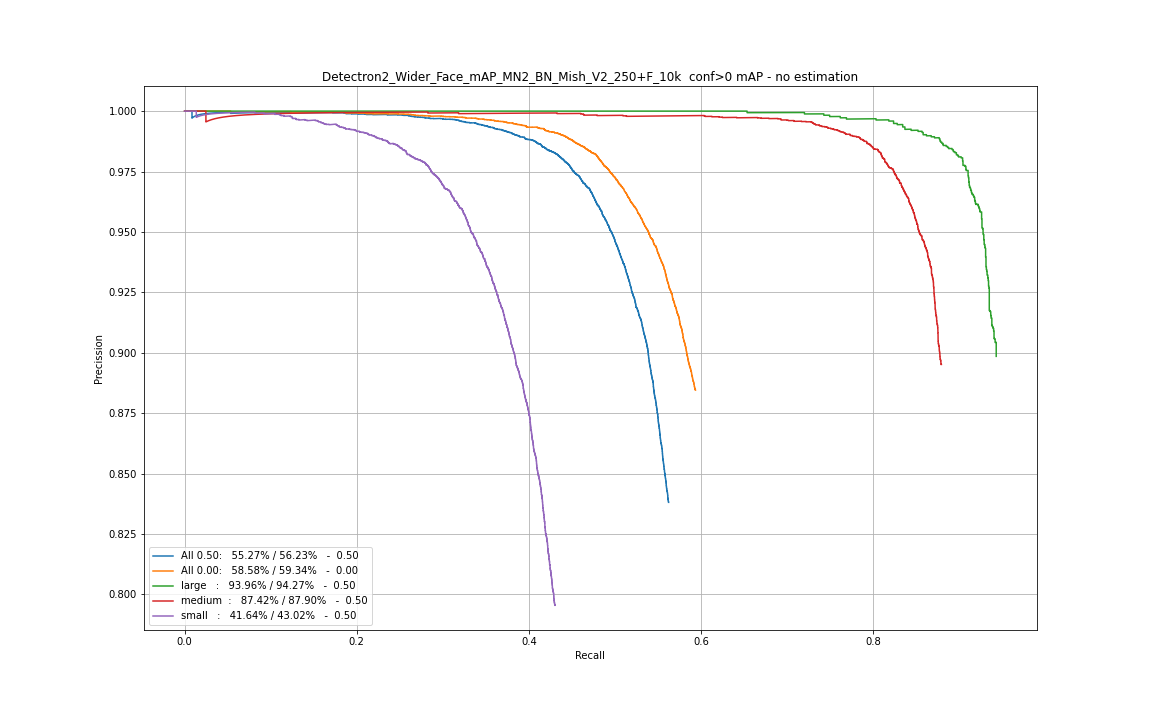 Detectron2_Wider_Face_mAP_MN2_BN_Mish_V2_250+F_10k  conf>0 mAP - no estimation
1.000
0.975
0.950
0.925
0.900
0.875
0.850
0.825
0.800
Precission
All 0.50:   55.27% / 56.23%   -  0.50
All 0.00:   58.58% / 59.34%   -  0.00
large   :   93.96% / 94.27%   -  0.50
medium  :   87.42% / 87.90%   -  0.50
small   :   41.64% / 43.02%   -  0.50
0.0 0.2 0.4 0.6 0.8
Recall